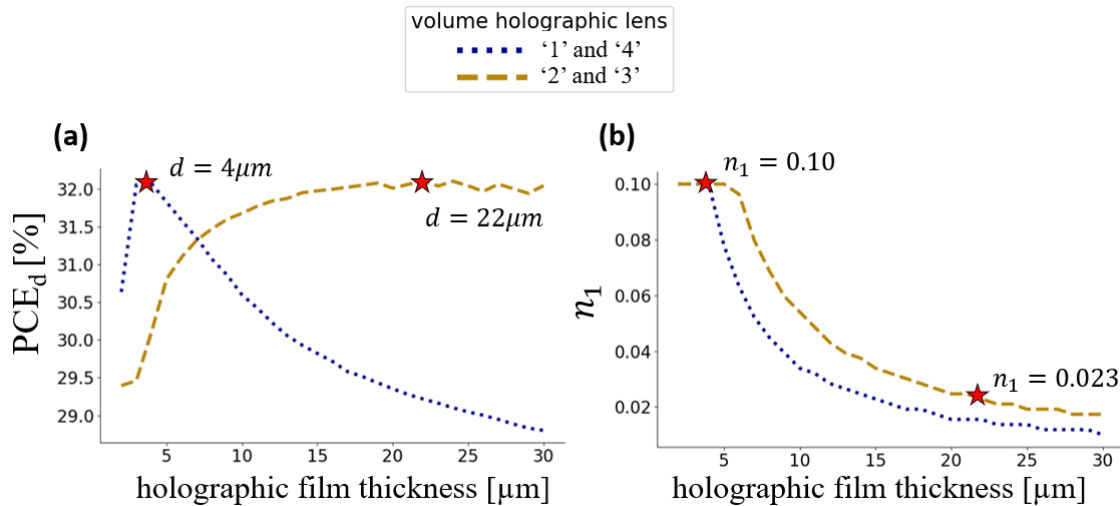 volume holographic lens
‘1’ and ‘4’
‘2’ and ‘3’
(a)
d = 4μm
d = 22μm
32.0
31.5
31.0
30.5
30.0
29.5
29.0
PCEd [%]
5 10 15 20 25 30
holographic film thickness [μm]
(b)
n1 = 0.10
n1 = 0.023
0.10
0.08
0.06
0.04
0.02
n1
5 10 15 20 25 30
holographic film thickness [μm]